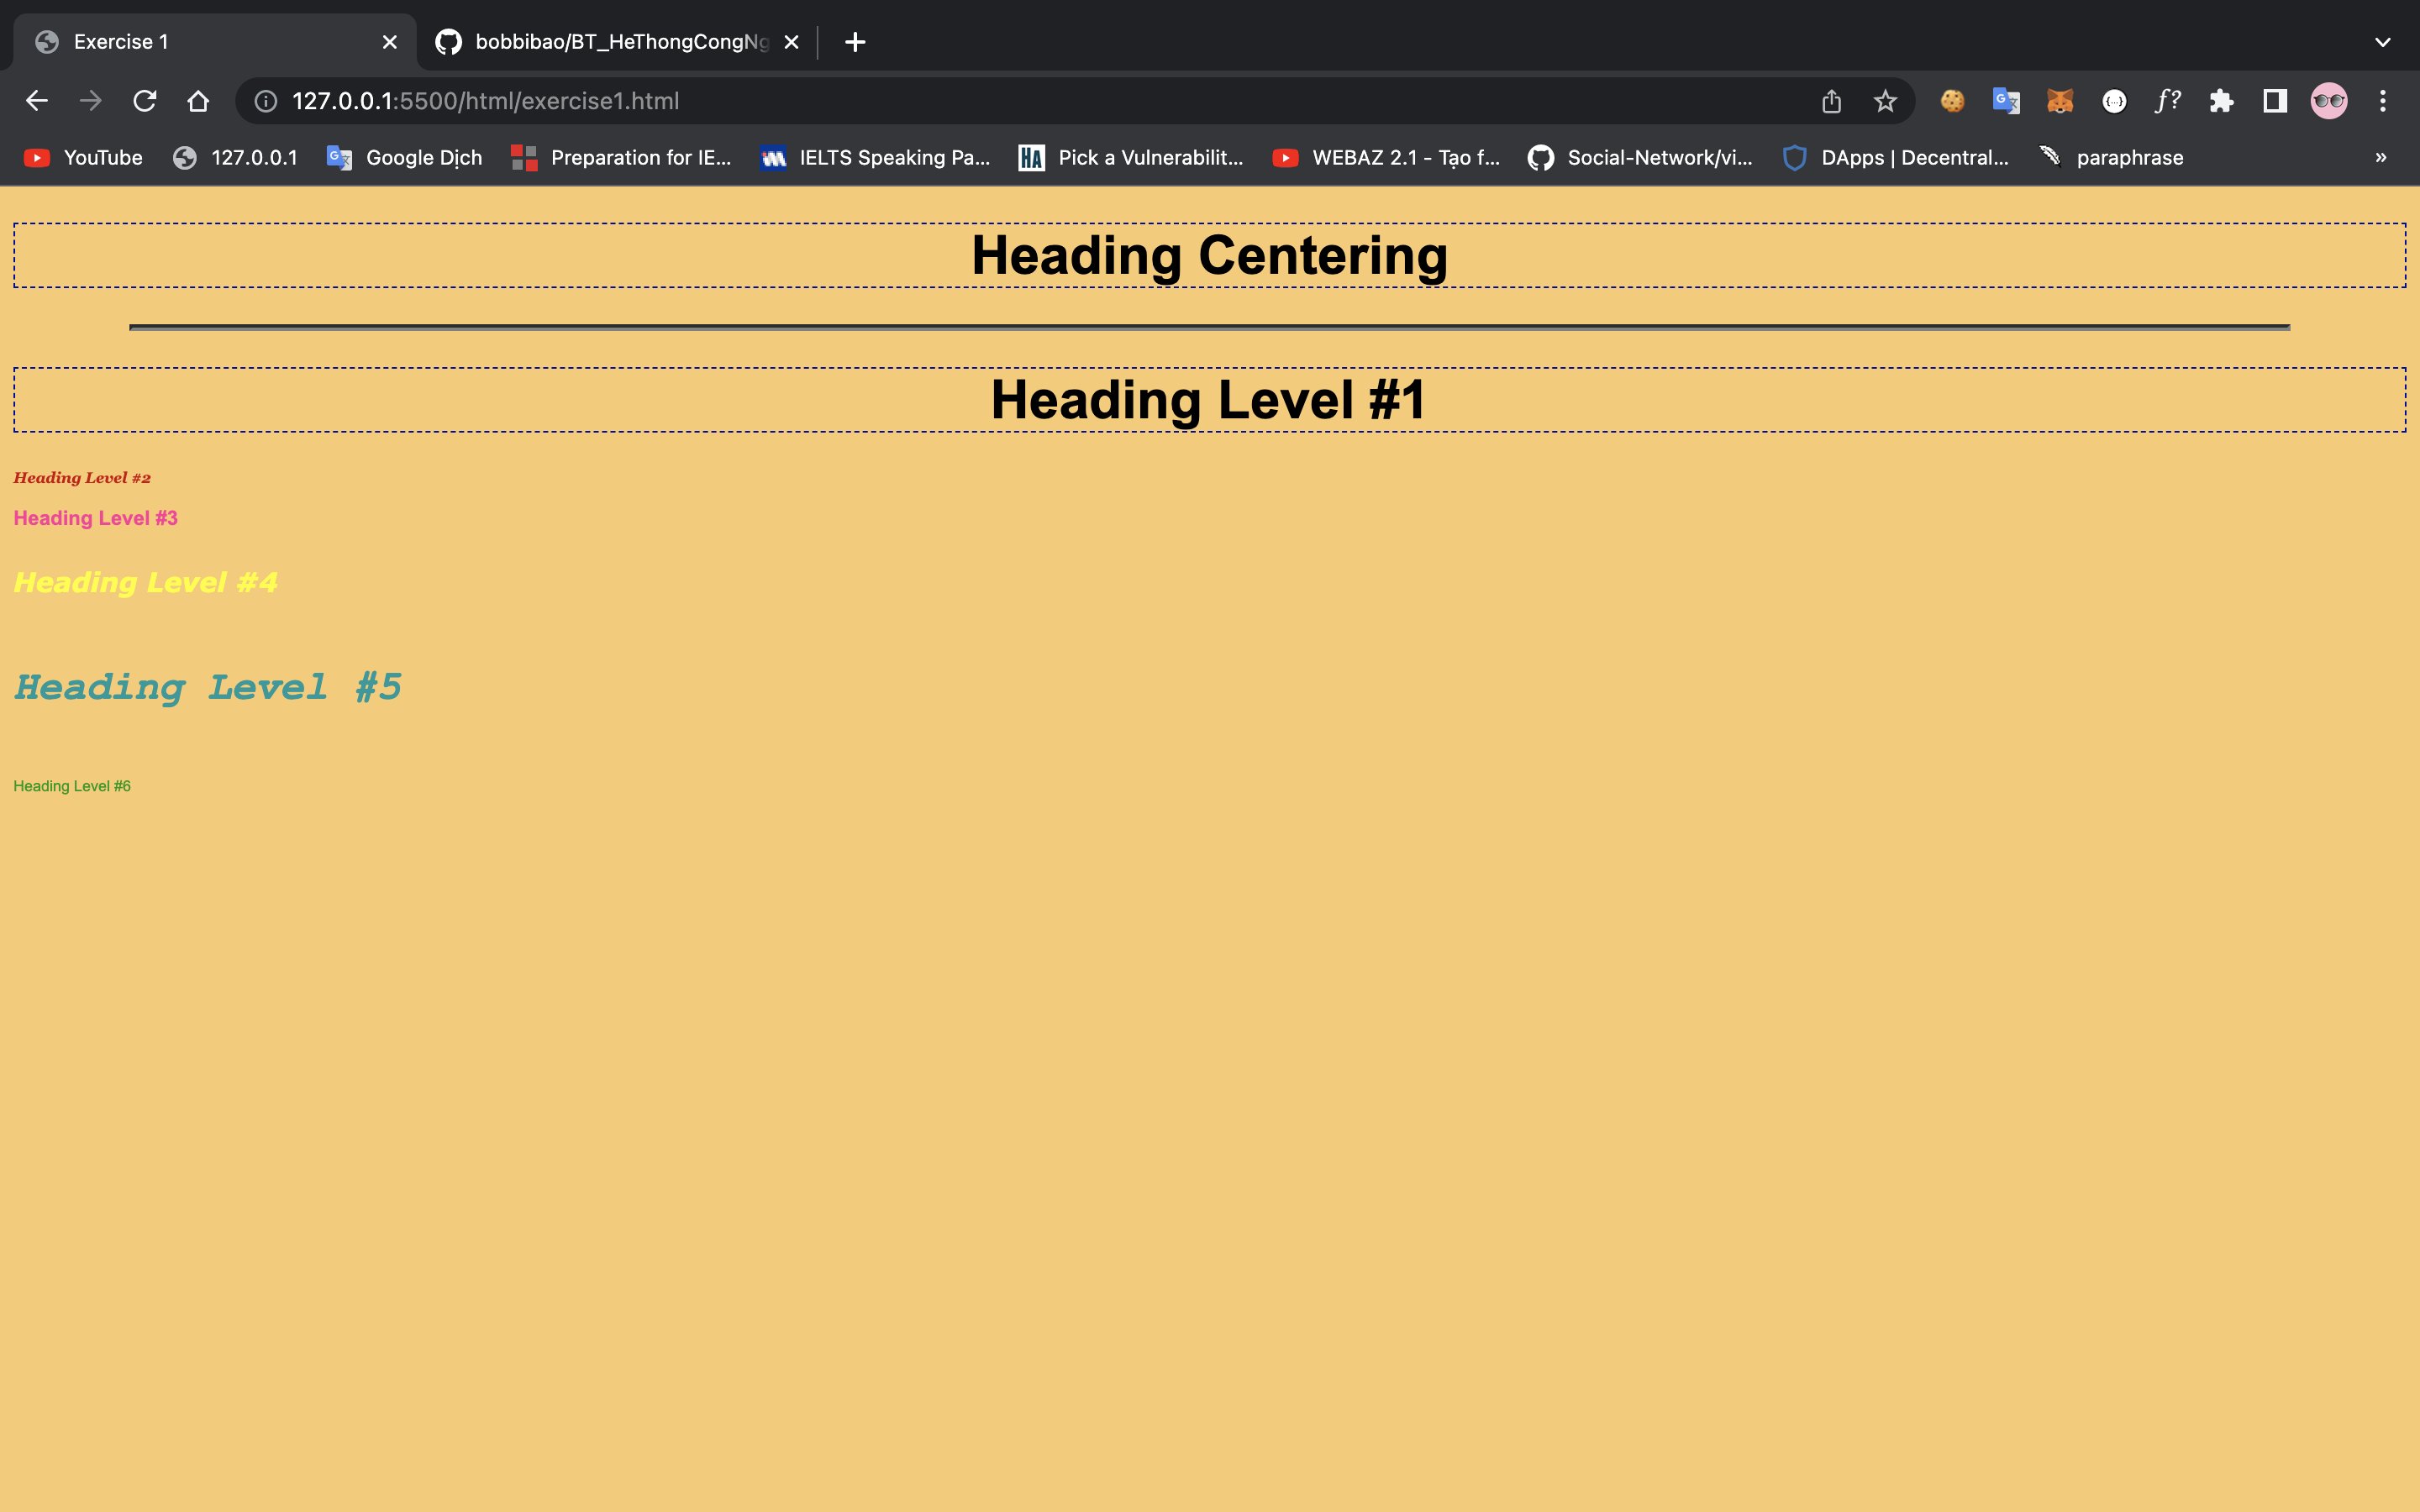 Exercise 1
bobbibao/BT_HeThongCongNg
127.0.0.1:5500/html/exercise1.html
YouTube 127.0.0.1 Google Dịch Preparation for IE... IELTS Speaking Pa... HA Pick a Vulnerabilit... WEBAZ 2.1 - Tạo f... Social-Network/vi... DApps | Decentral... paraphrase »
Heading Centering
Heading Level #1
Heading Level #2
Heading Level #3
Heading Level #4
Heading Level #5
Heading Level #6